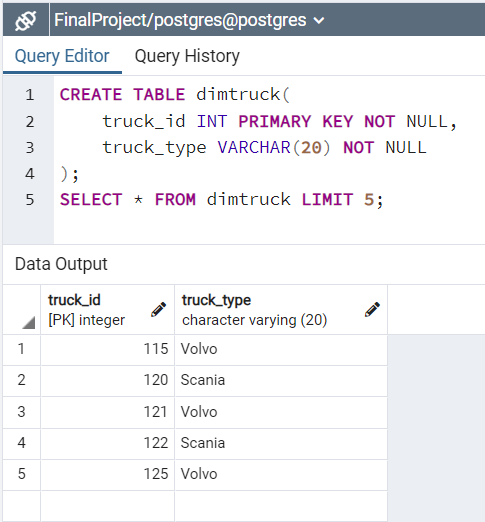 FinalProject/postgres@postgres
Query Editor Query History
1 CREATE TABLE dimtruck(
2 truck_id INT PRIMARY KEY NOT NULL,
3 truck_type VARCHAR(20) NOT NULL
4 );
5 SELECT * FROM dimtruck LIMIT 5;
Data Output
truck_id truck_type
[PK] integer character varying (20)
1 115 Volvo
2 120 Scania
3 121 Volvo
4 122 Scania
5 125 Volvo